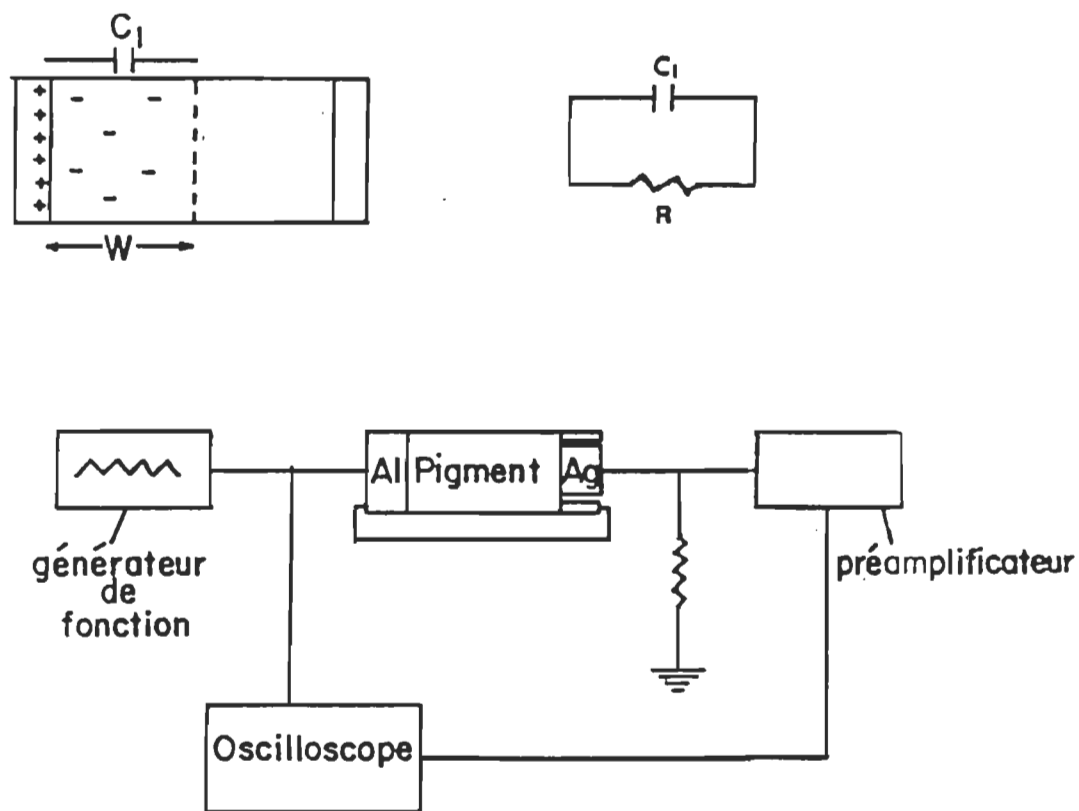 C1
+
+
+
+
+
+
- -
-
- -
-
W
C1
R
Al Pigment Ag
générateur
de
fonction
préamplificateur
Oscilloscope